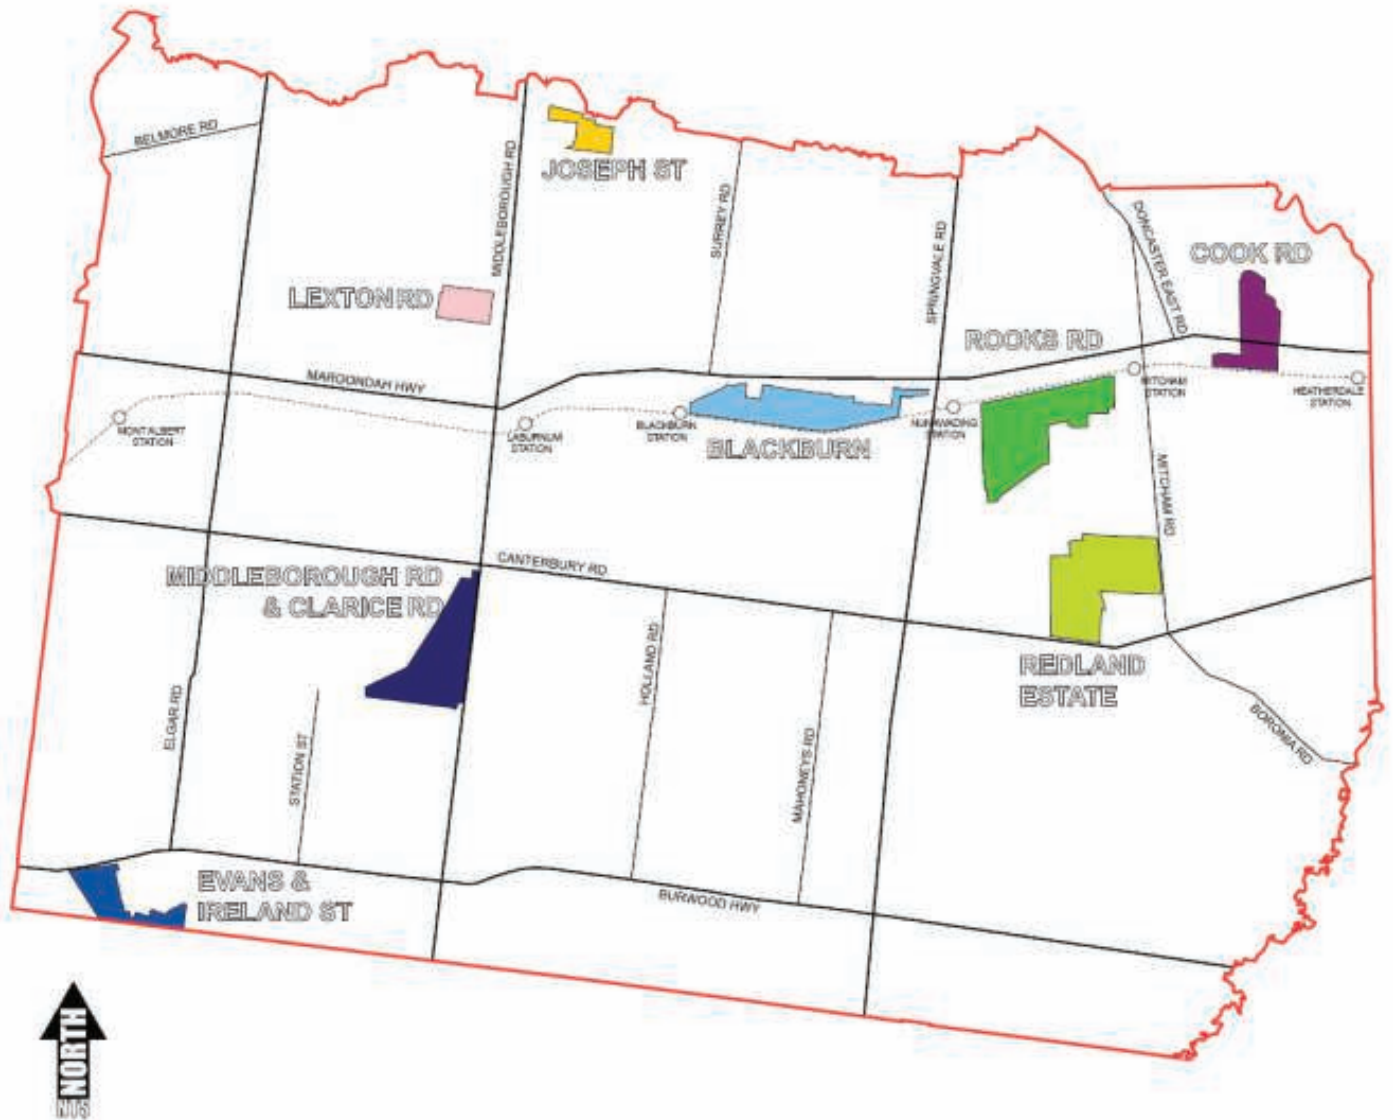 BELMORE RD
MIDDLEBOROUGH RD
JOSEPH ST
SURREY RD
SPRINGVALE RD
DONCASTER EAST RD
COOK RD
LEXTON RD
ROOKS RD
MAROONDAH HWY
MONT ALBERT
STATION
LABURNUM
STATION
BLACKBURN
STATION
BLACKBURN
NUNAWADING
STATION
MITCHAM
STATION
HEATHERDALE
STATION
MITCHAM RD
CANTERBURY RD
MIDDLEBOROUGH RD
& CLARICE RD
ELGAR RD
STATION ST
HOLLAND RD
MAHONEYS RD
REDLAND
ESTATE
BORONIA RD
EVANS &
IRELAND ST
BURWOOD HWY
NORTH
NTS